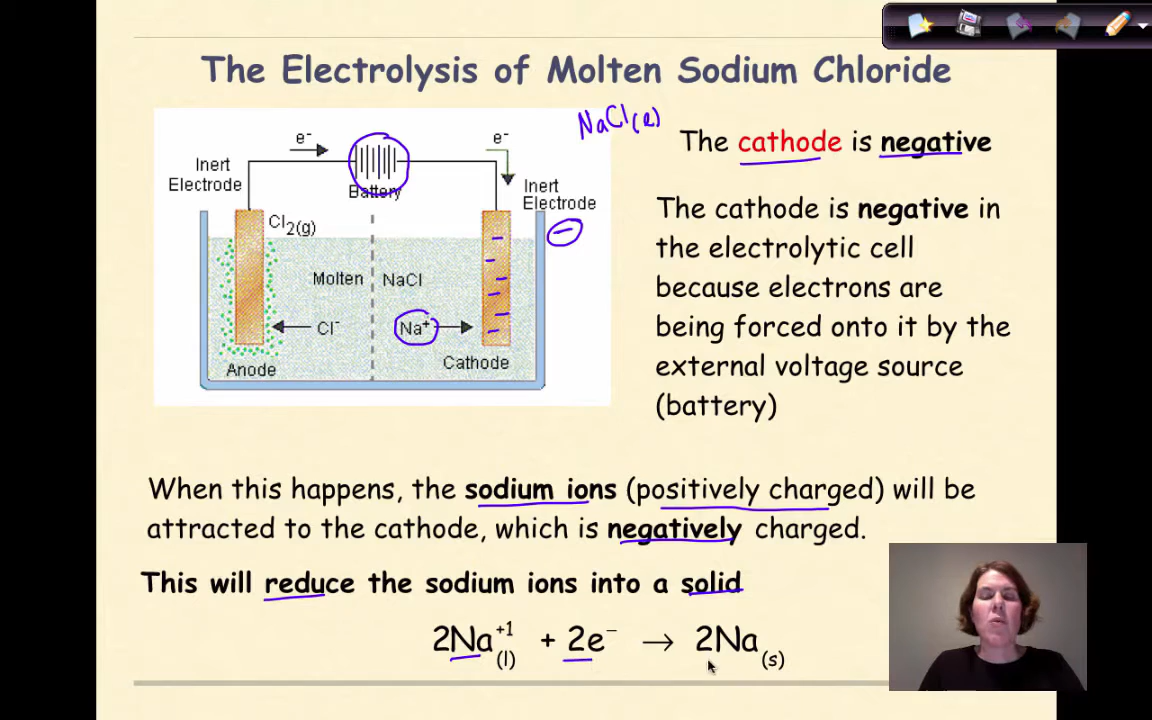 The Electrolysis of Molten Sodium Chloride
NaCl(l)
e⁻
e⁻
Inert
Electrode
Battery
Inert
Electrode
Cl₂(g)
−
Molten
NaCl
Cl⁻
Na⁺
Anode
Cathode
The cathode is negative
The cathode is negative in
the electrolytic cell
because electrons are
being forced onto it by the
external voltage source
(battery)
When this happens, the sodium ions (positively charged) will be
attracted to the cathode, which is negatively charged.
This will reduce the sodium ions into a solid
2Na⁺¹(l) + 2e⁻ → 2Na(s)